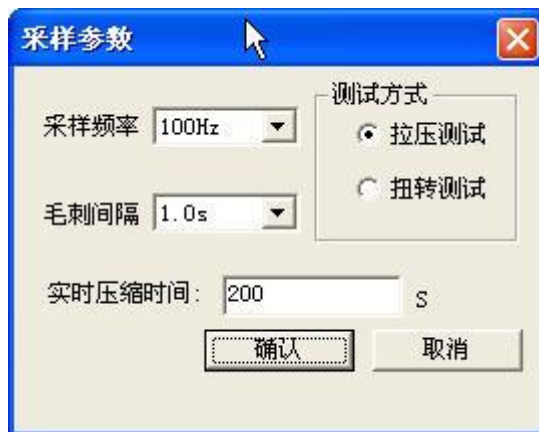 采样参数
测试方式
采样频率 100Hz
拉压测试
扭转测试
毛刺间隔 1.0s
实时压缩时间: 200 S
确认 取消